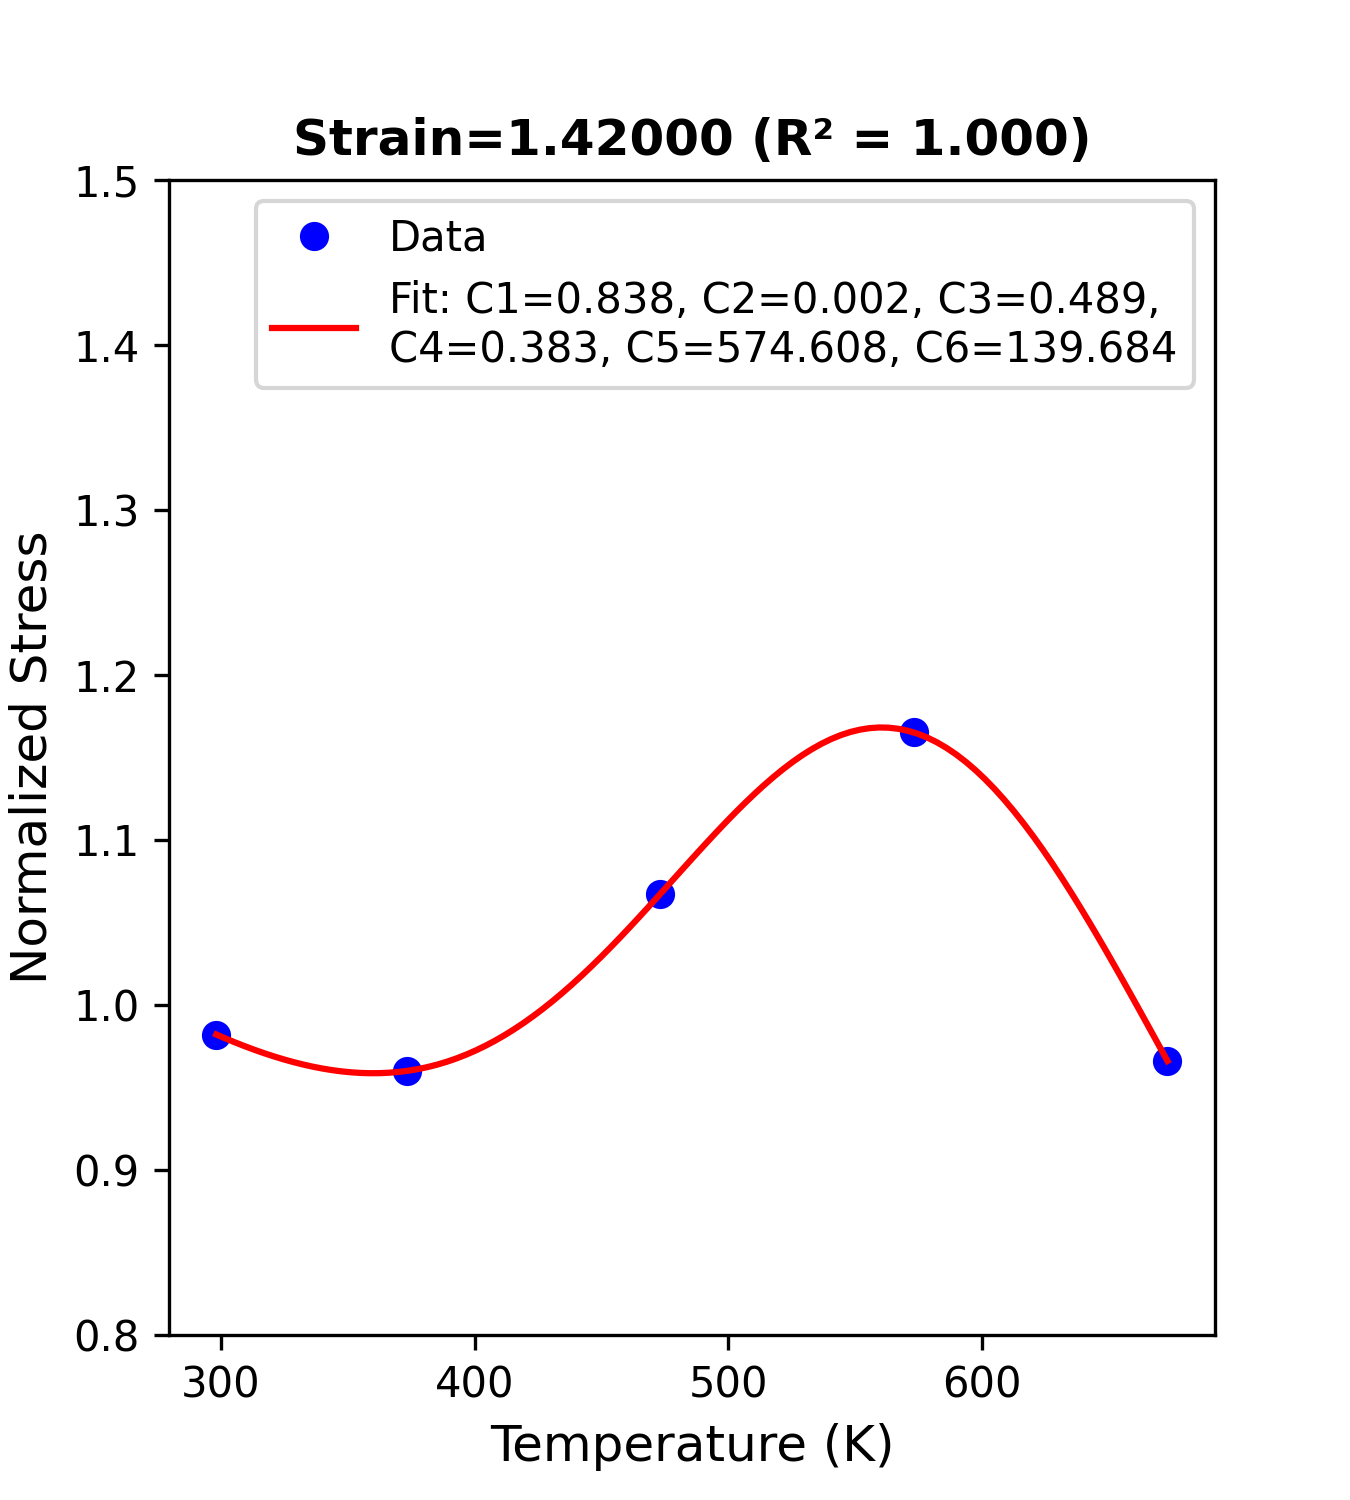 Strain=1.42000 (R² = 1.000)
1.5
1.4
1.3
1.2
1.1
1.0
0.9
0.8
Data
Fit: C1=0.838, C2=0.002, C3=0.489,
C4=0.383, C5=574.608, C6=139.684
Normalized Stress
300 400 500 600
Temperature (K)